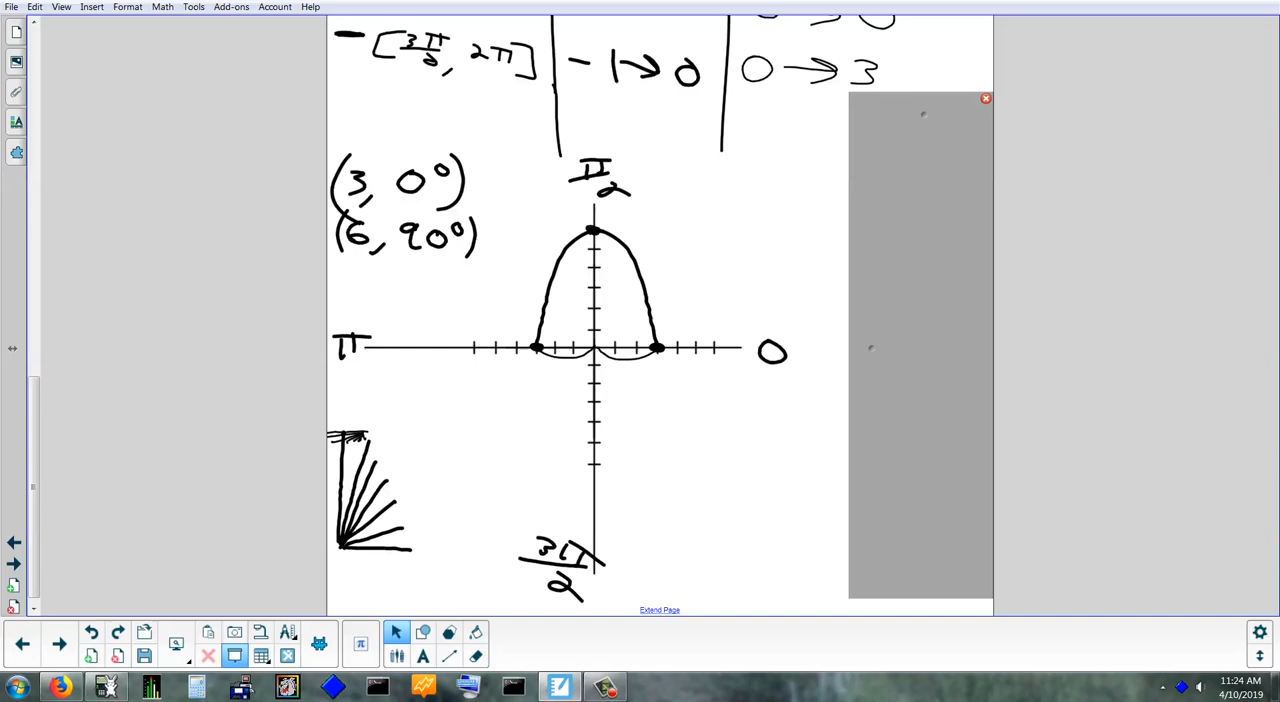 File Edit View Insert Format Math Tools Add-ons Account Help
- [3π/2, 2π] -1→0 0→3
(3, 0°)
(6, 90°)
π/2
π 0
3π/2
Extend Page
π
A
11:24 AM
4/10/2019